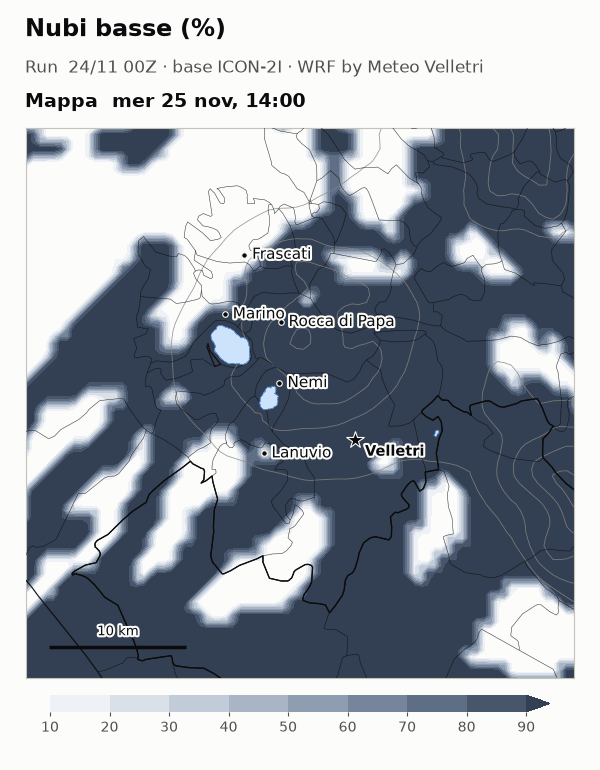 Nubi basse (%)
Run  24/11 00Z · base ICON-2I · WRF by Meteo Velletri
Mappa  mer 25 nov, 14:00
Frascati
Marino
Rocca di Papa
Nemi
Velletri
Lanuvio
10 km
10 20 30 40 50 60 70 80 90